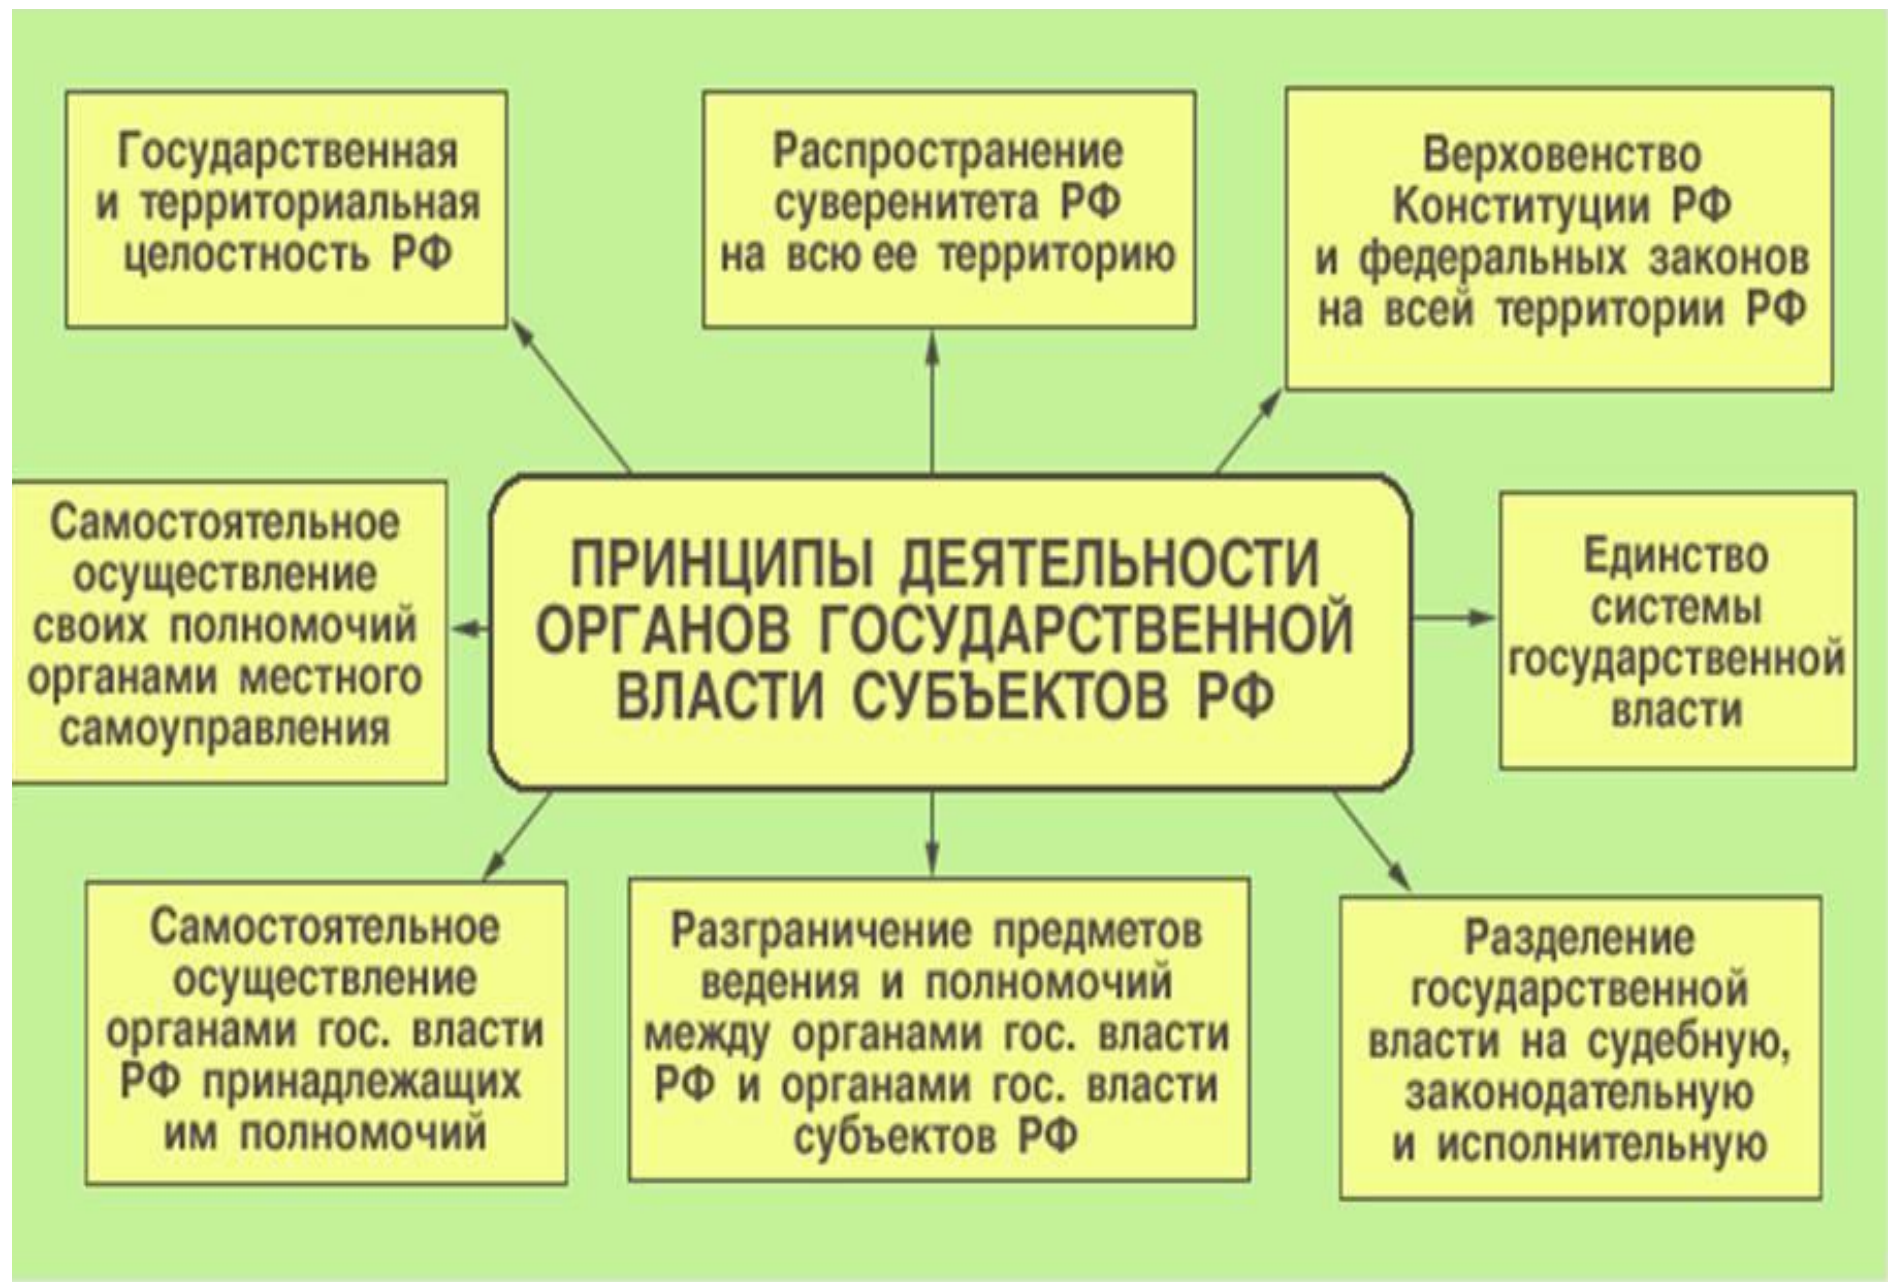 Государственная
и территориальная
целостность РФ
Распространение
суверенитета РФ
на всю ее территорию
Верховенство
Конституции РФ
и федеральных законов
на всей территории РФ
Самостоятельное
осуществление
своих полномочий
органами местного
самоуправления
ПРИНЦИПЫ ДЕЯТЕЛЬНОСТИ
ОРГАНОВ ГОСУДАРСТВЕННОЙ
ВЛАСТИ СУБЪЕКТОВ РФ
Единство
системы
государственной
власти
Самостоятельное
осуществление
органами гос. власти
РФ принадлежащих
им полномочий
Разграничение предметов
ведения и полномочий
между органами гос. власти
РФ и органами гос. власти
субъектов РФ
Разделение
государственной
власти на судебную,
законодательную
и исполнительную